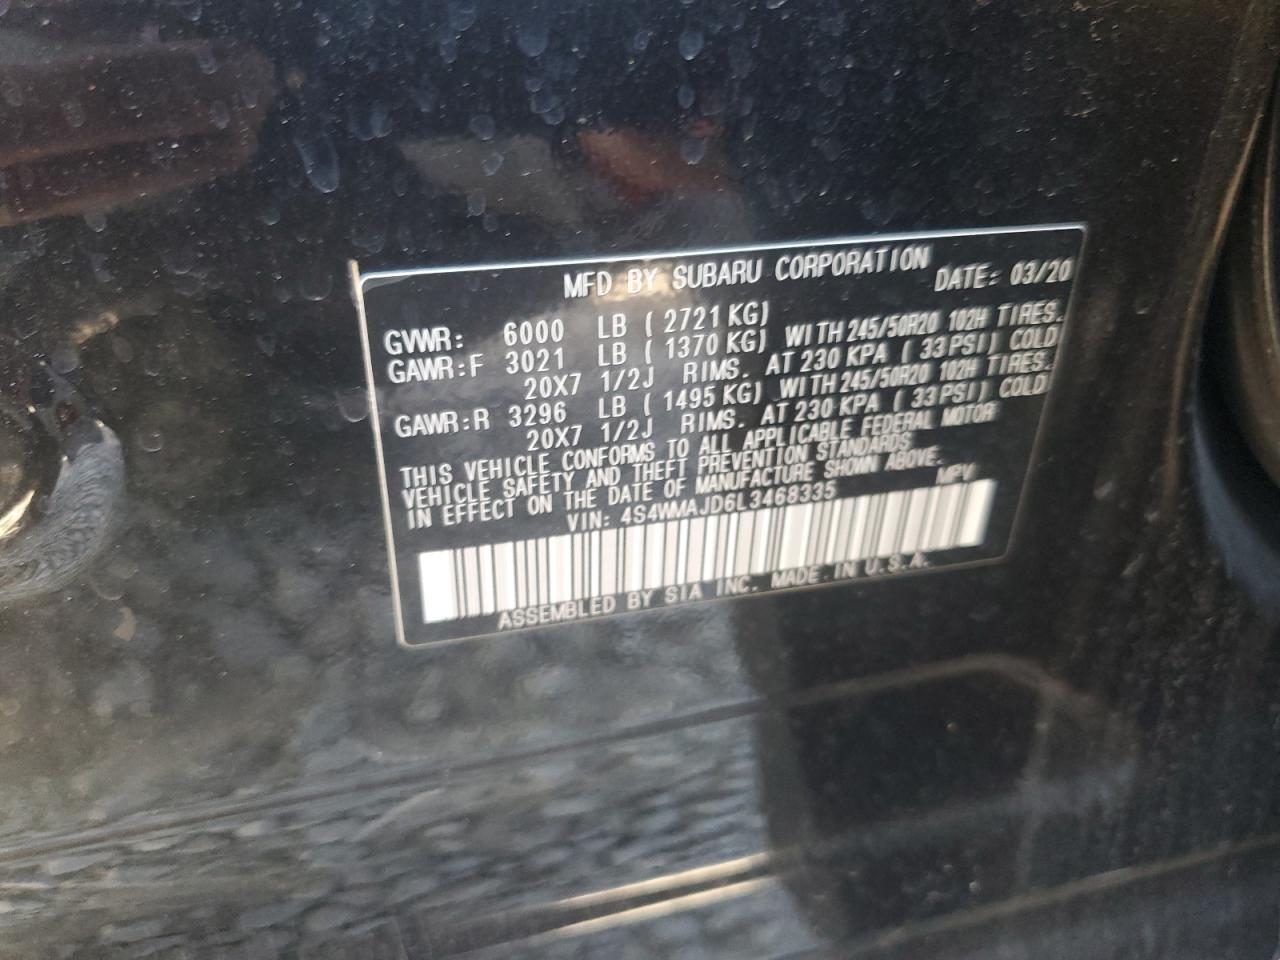 MFD BY SUBARU CORPORATION DATE: 03/20
GVWR: 6000 LB ( 2721 KG)
GAWR:F 3021 LB ( 1370 KG) WITH 245/50R20 102H TIRES.
20X7 1/2J RIMS. AT 230 KPA ( 33PSI) COLD
GAWR:R 3296 LB ( 1495 KG) WITH 245/50R20 102H TIRES.
20X7 1/2J RIMS. AT 230 KPA ( 33PSI) COLD
THIS VEHICLE CONFORMS TO ALL APPLICABLE FEDERAL MOTOR
VEHICLE SAFETY AND THEFT PREVENTION STANDARDS
IN EFFECT ON THE DATE OF MANUFACTURE SHOWN ABOVE.
VIN: 4S4WMAJD6L3468335 MPV
ASSEMBLED BY SIA INC. MADE IN U.S.A.